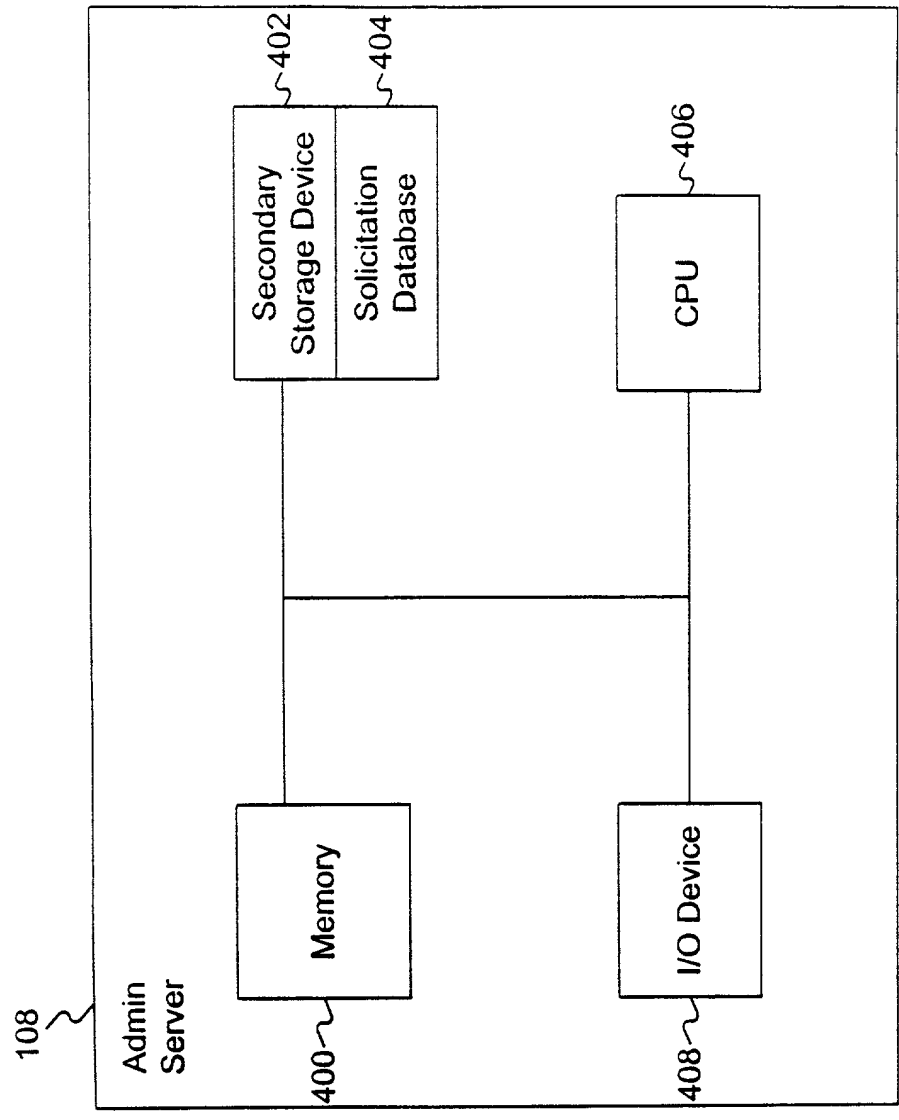 108
Admin
Server
400
Memory
Secondary
Storage Device
402
Solicitation
Database
404
408
I/O Device
CPU
406